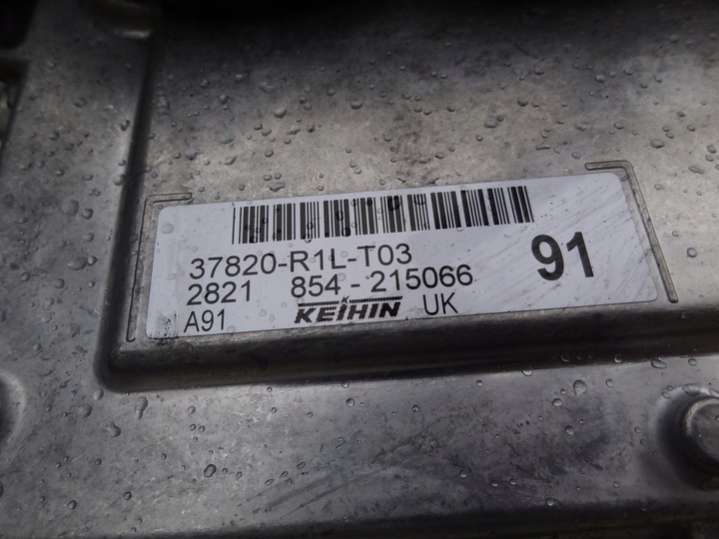 37820-R1L-T03
91
2821 854-215066
A91 KEIHIN UK